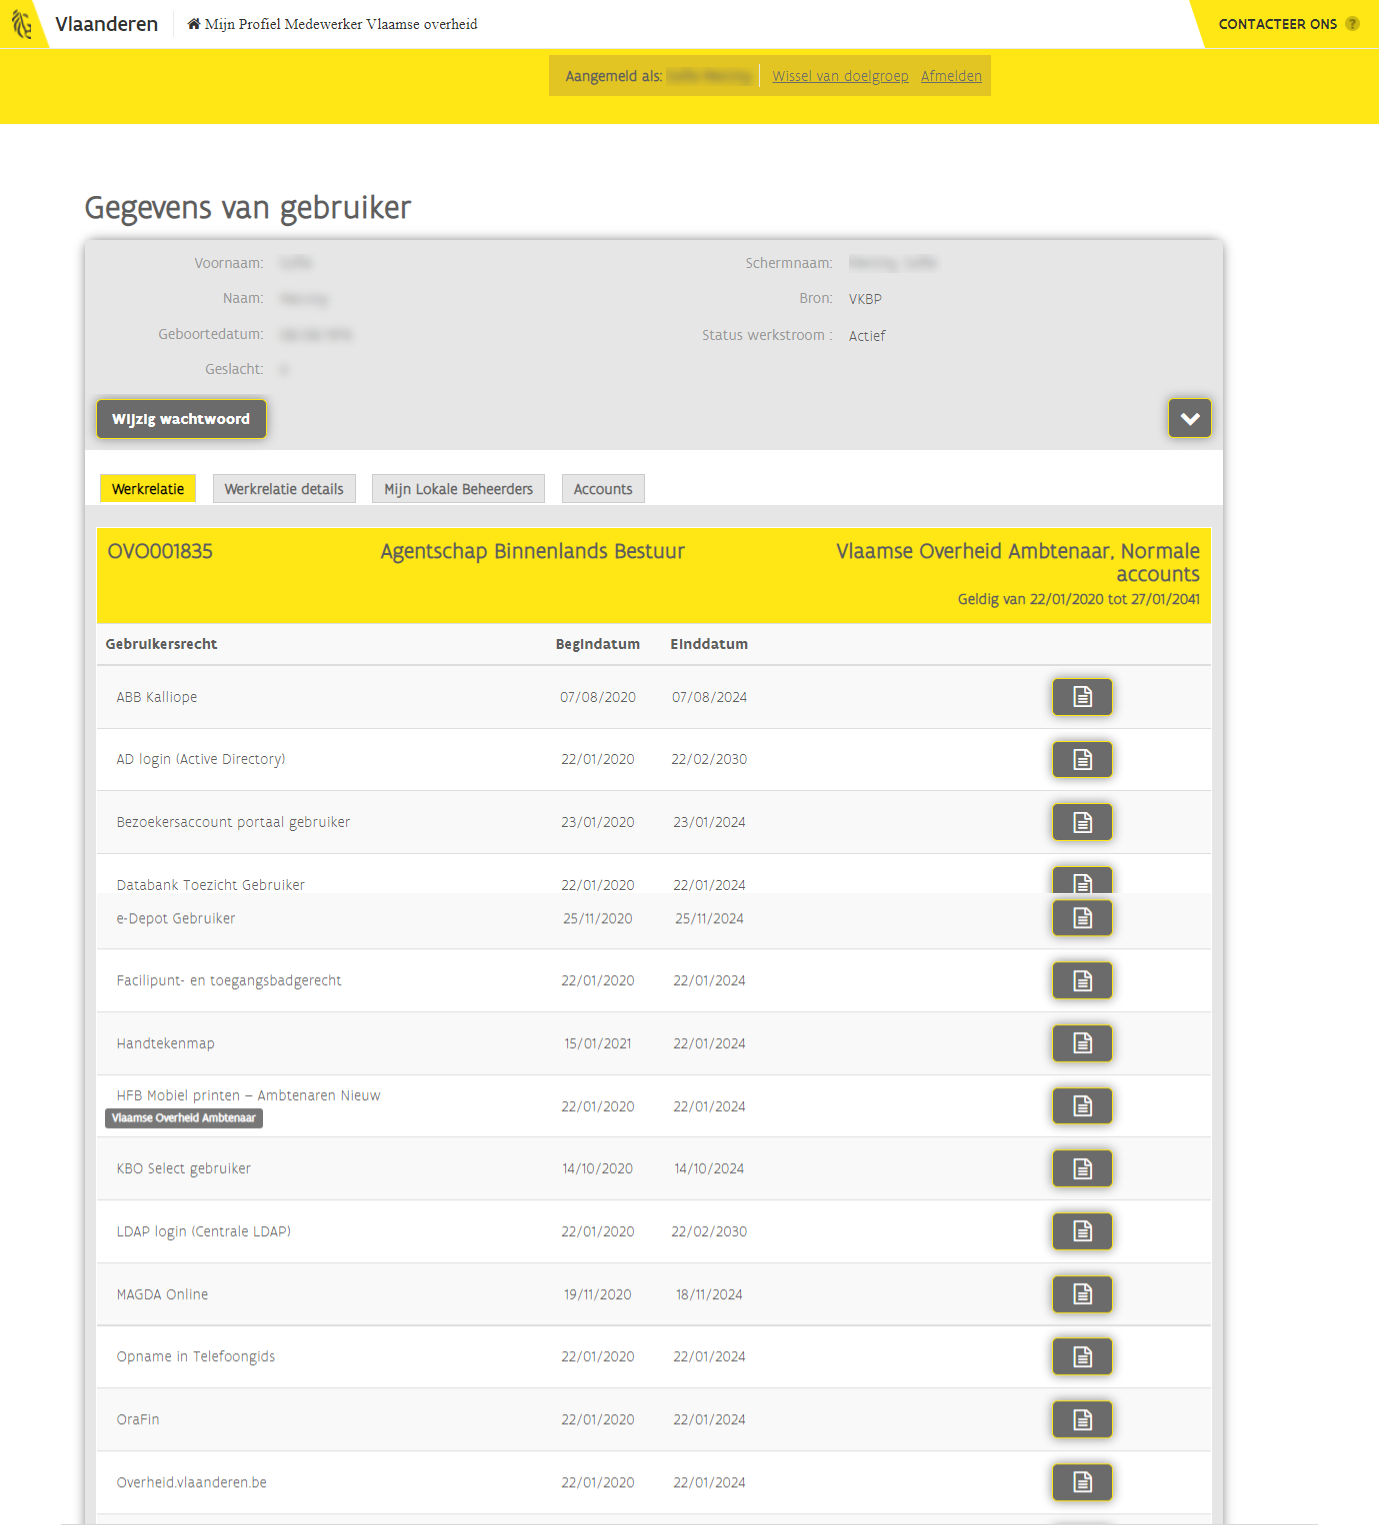 Vlaanderen
Mijn Profiel Medewerker Vlaamse overheid
CONTACTEER ONS ?
Aangemeld als:
Wissel van doelgroep
Afmelden
Gegevens van gebruiker
Voornaam:
Schermnaam:
Naam:
Bron: VKBP
Geboortedatum:
Status werkstroom : Actief
Geslacht:
Wijzig wachtwoord
Werkrelatie
Werkrelatie details
Mijn Lokale Beheerders
Accounts
OVO001835
Agentschap Binnenlands Bestuur
Vlaamse Overheid Ambtenaar, Normale
accounts
Geldig van 22/01/2020 tot 27/01/2041
Gebruikersrecht Begindatum Einddatum
ABB Kalliope 07/08/2020 07/08/2024
AD login (Active Directory) 22/01/2020 22/02/2030
Bezoekersaccount portaal gebruiker 23/01/2020 23/01/2024
Databank Toezicht Gebruiker 22/01/2020 22/01/2024
e-Depot Gebruiker 25/11/2020 25/11/2024
Facilipunt- en toegangsbadgerecht 22/01/2020 22/01/2024
Handtekenmap 15/01/2021 22/01/2024
HFB Mobiel printen – Ambtenaren Nieuw
Vlaamse Overheid Ambtenaar
22/01/2020 22/01/2024
KBO Select gebruiker 14/10/2020 14/10/2024
LDAP login (Centrale LDAP) 22/01/2020 22/02/2030
MAGDA Online 19/11/2020 18/11/2024
Opname in Telefoongids 22/01/2020 22/01/2024
OraFin 22/01/2020 22/01/2024
Overheid.vlaanderen.be 22/01/2020 22/01/2024